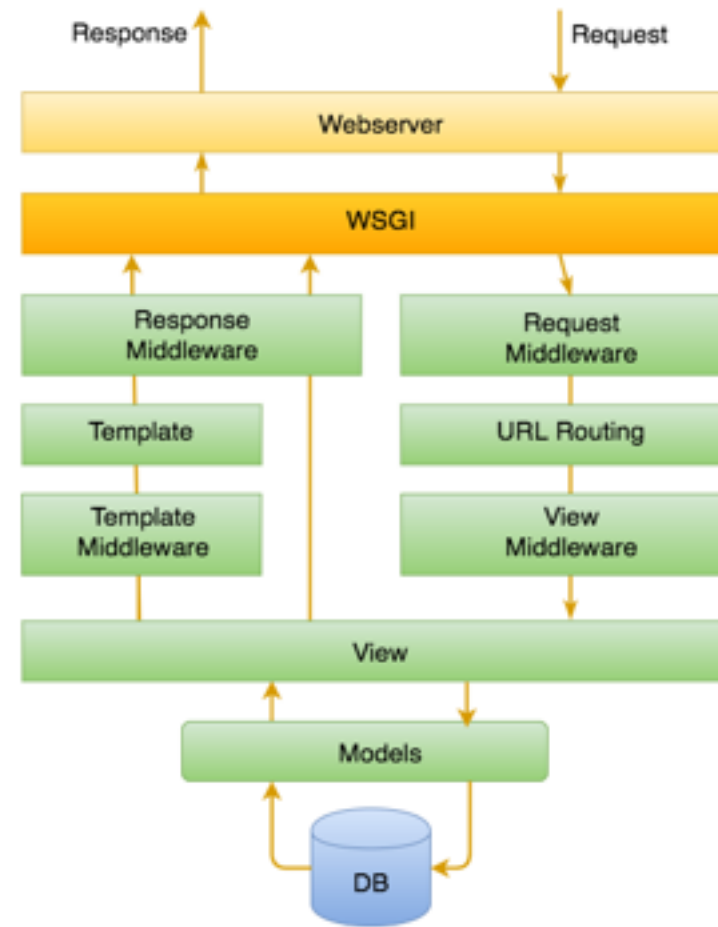 Response
Request
Webserver
WSGI
Response
Middleware
Request
Middleware
Template
URL Routing
Template
Middleware
View
Middleware
View
Models
DB